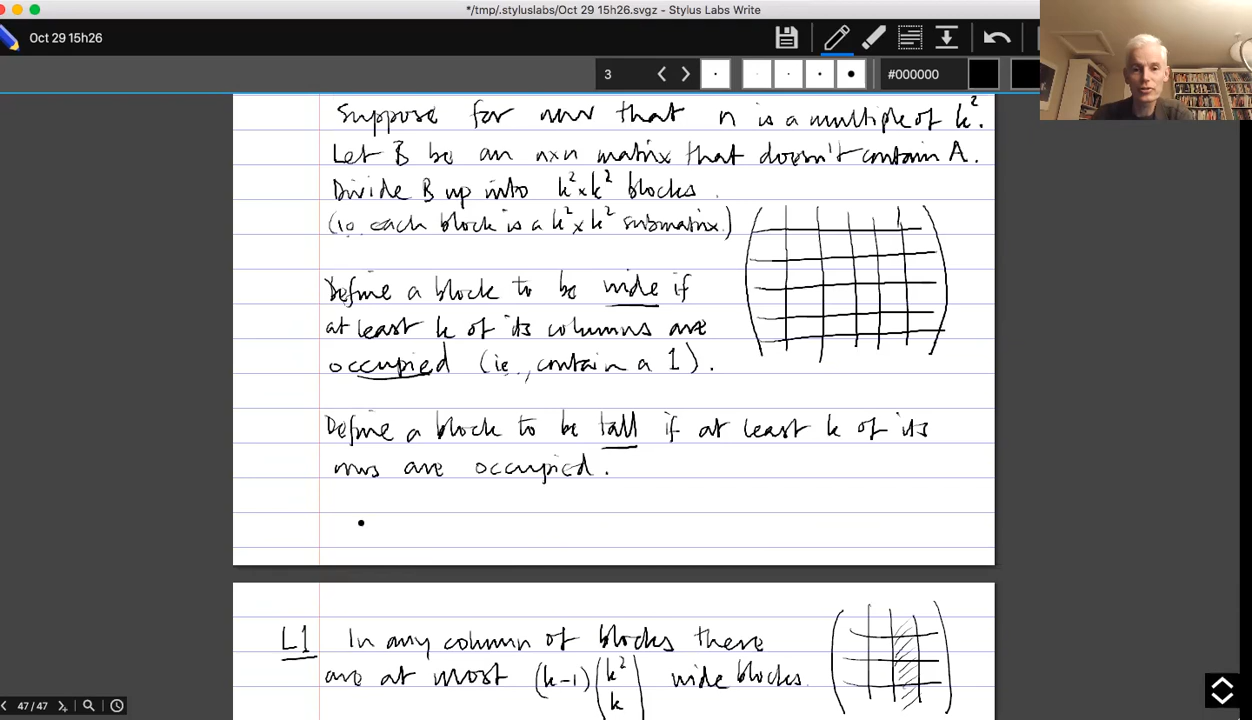 */tmp/.styluslabs/Oct 29 15h26.svgz - Stylus Labs Write
Oct 29 15h26
3
#000000
Suppose for now that n is a multiple of k².
Let B be an n×n matrix that doesn't contain A.
Divide B up into k²×k² blocks.
(ie each block is a k²×k² submatrix.)
Define a block to be wide if
at least k of its columns are
occupied (ie., contain a 1).
Define a block to be tall if at least k of its
rows are occupied.
L1 In any column of blocks there
are at most (k-1)(k² k) wide blocks.
47/47